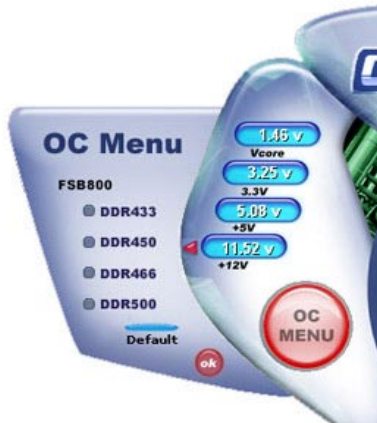 OC Menu
FSB800
DDR433
DDR450
DDR466
DDR500
Default
ok
1.46 v
Vcore
3.25 v
3.3V
5.08 v
+5V
11.52 v
+12V
OC
MENU